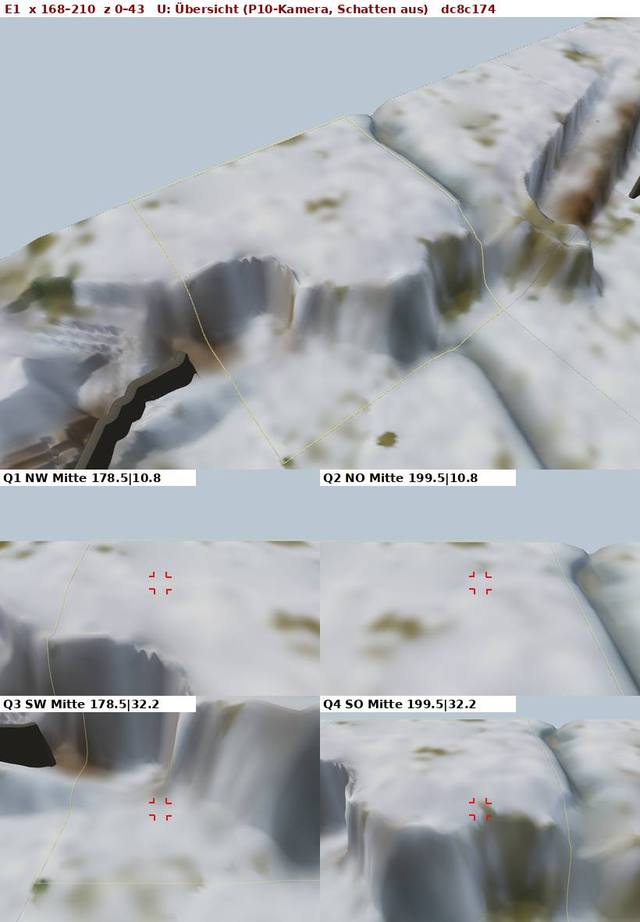 E1 x 168–210 z 0–43 U: Übersicht (P10-Kamera, Schatten aus) dc8c174
Q1 NW Mitte 178.5|10.8
Q2 NO Mitte 199.5|10.8
Q3 SW Mitte 178.5|32.2
Q4 SO Mitte 199.5|32.2